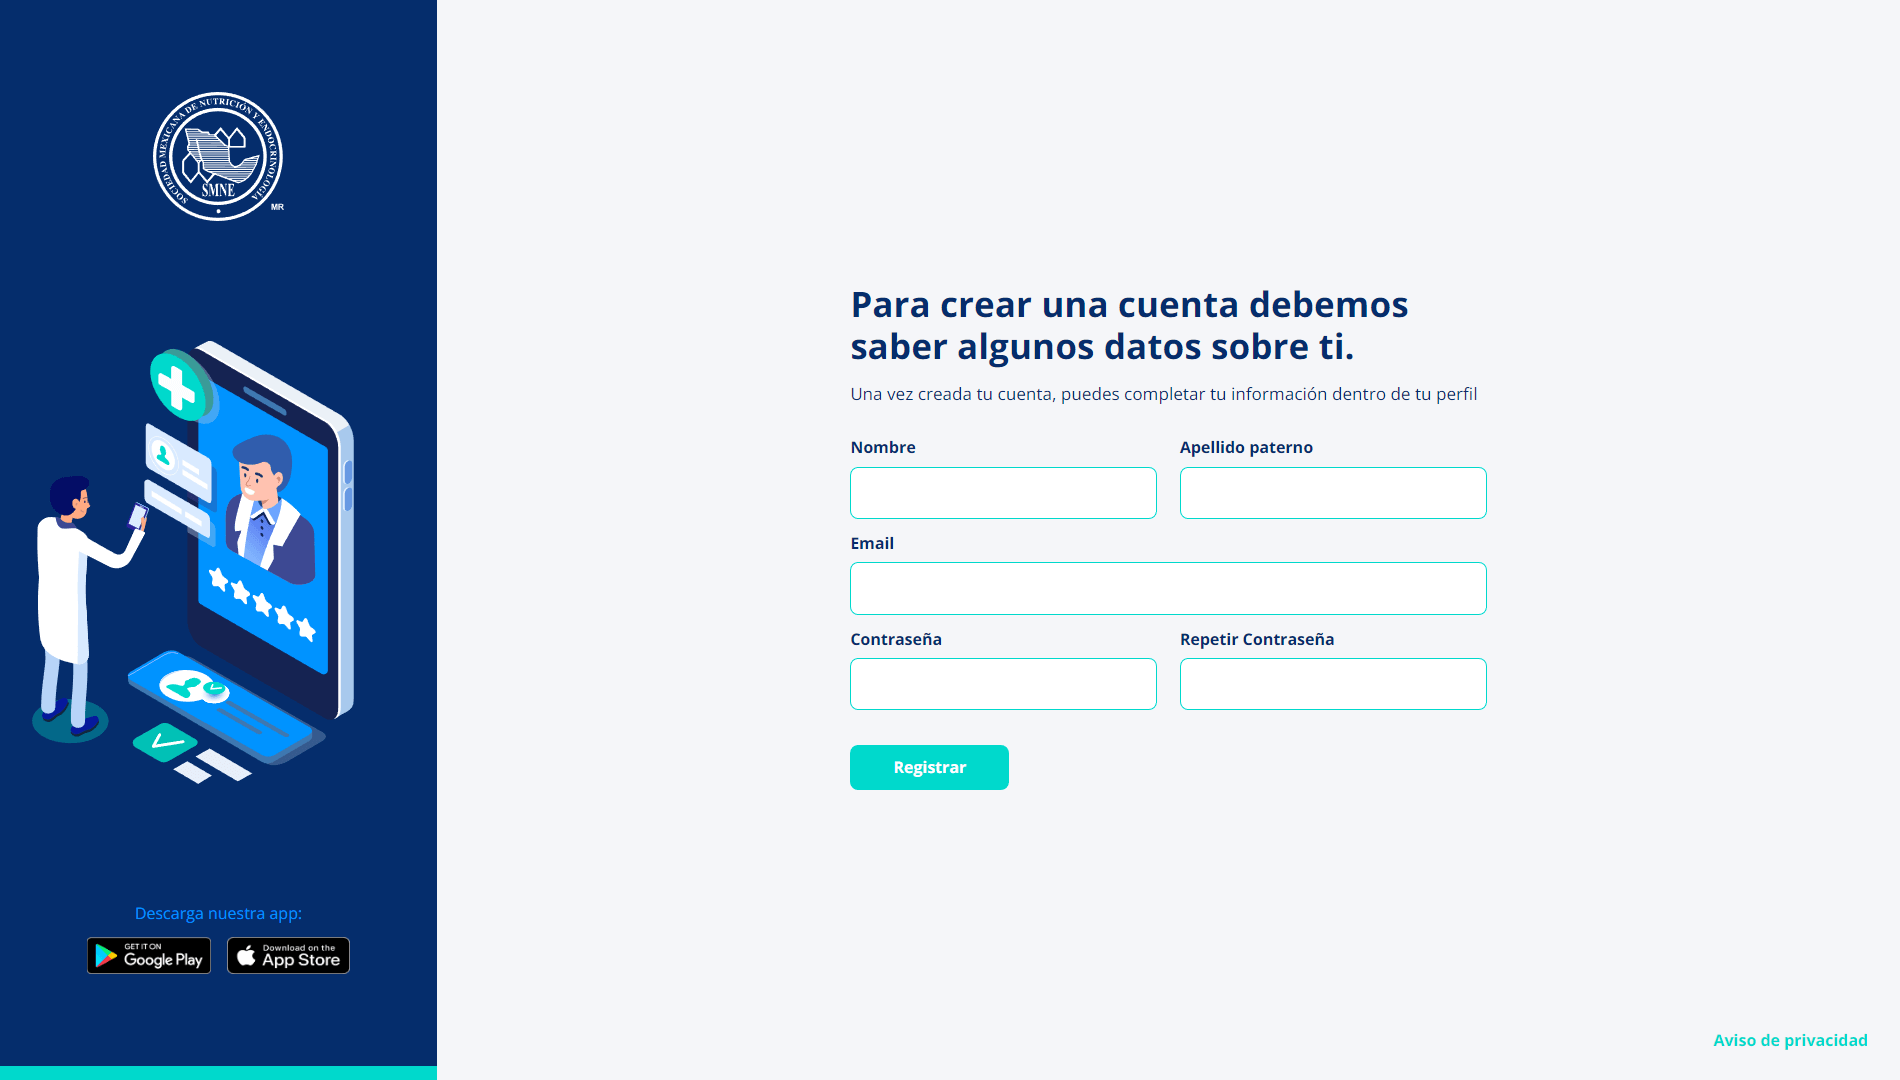 SOCIEDAD MEXICANA DE NUTRICIÓN Y ENDOCRINOLOGÍA
SMNE
MR
Descarga nuestra app:
GET IT ON
Google Play
Download on the
App Store
Para crear una cuenta debemos
saber algunos datos sobre ti.
Una vez creada tu cuenta, puedes completar tu información dentro de tu perfil
Nombre
Apellido paterno
Email
Contraseña
Repetir Contraseña
Registrar
Aviso de privacidad